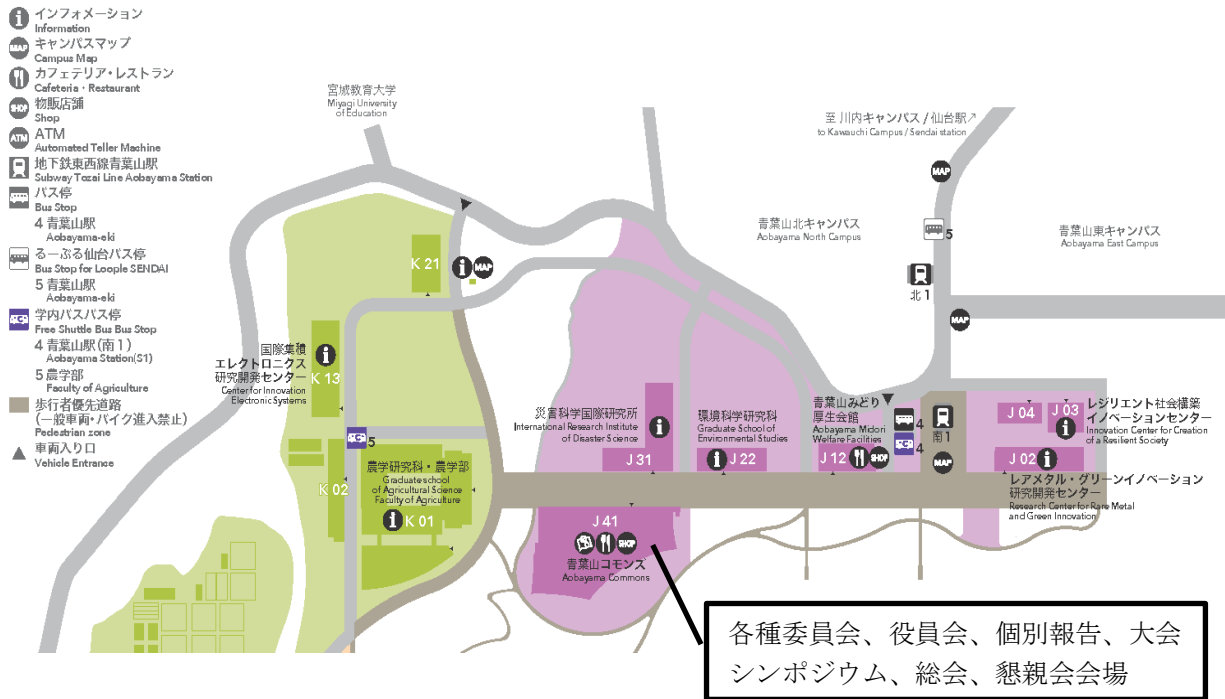 インフォメーション
Information
MAP
キャンパスマップ
Campus Map
カフェテリア・レストラン
Cafeteria・Restaurant
SHOP
物販店舗
Shop
ATM
ATM
Automated Teller Machine
地下鉄東西線青葉山駅
Subway Tozai Line Aobayama Station
バス停
Bus Stop
4 青葉山駅
Aobayama-eki
るーぷる仙台バス停
Bus Stop for Loople SENDAI
5 青葉山駅
Aobayama-eki
学内バスバス停
Free Shuttle Bus Bus Stop
4 青葉山駅(南1)
Aobayama Station(S1)
5 農学部
Faculty of Agriculture
歩行者優先道路
(一般車両・バイク進入禁止)
Pedestrian zone
車両入り口
Vehicle Entrance
宮城教育大学
Miyagi University
of Education
至 川内キャンパス / 仙台駅↗
to Kawauchi Campus / Sendai station
MAP
青葉山北キャンパス
Aobayama North Campus
5
青葉山東キャンパス
Aobayama East Campus
北1
MAP
K 21
MAP
国際集積
エレクトロニクス
研究開発センター
Center for Innovation
Electronic Systems
K 13
5
K 02
農学研究科・農学部
Graduate school
of Agricultural Science
Faculty of Agriculture
K 01
災害科学国際研究所
International Research Institute
of Disaster Science
J 31
環境科学研究科
Graduate School of
Environmental Studies
J 22
青葉山みどり
厚生会館
Aobayama Midori
Welfare Facilities
J 12
SHOP
4
4
南1
MAP
J 04
J 03
レジリエント社会構築
イノベーションセンター
Innovation Center for Creation
of a Resilient Society
J 02
レアメタル・グリーンイノベーション
研究開発センター
Research Center for Rare Metal
and Green Innovation
J 41
SHOP
青葉山コモンズ
Aobayama Commons
各種委員会、役員会、個別報告、大会
シンポジウム、総会、懇親会会場